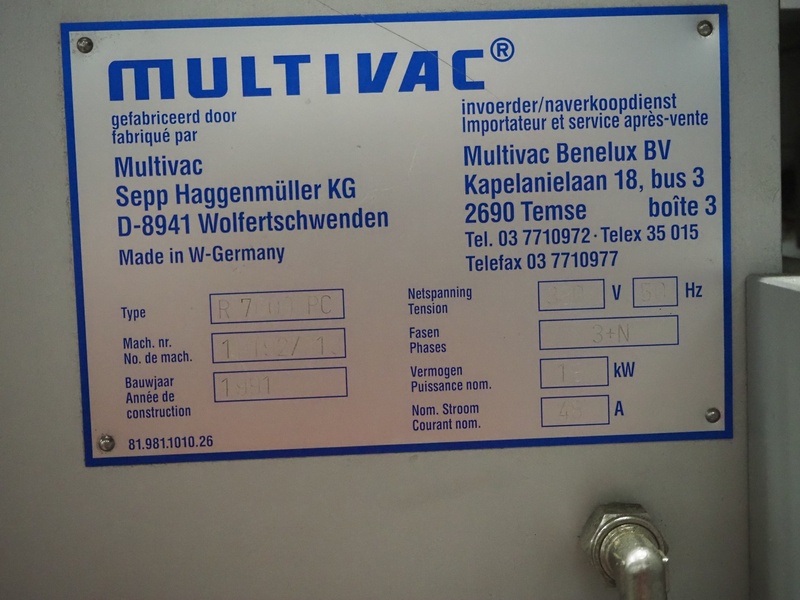 MULTIVAC®
gefabriceerd door
fabriqué par
Multivac
Sepp Haggenmüller KG
D-8941 Wolfertschwenden
Made in W-Germany
invoerder/naverkoopdienst
Importateur et service après-vente
Multivac Benelux BV
Kapelanielaan 18, bus 3
2690 Temse boîte 3
Tel. 03 7710972 · Telex 35 015
Telefax 03 7710977
Type
Mach. nr.
No. de mach.
Bauwjaar 1991
Année de
construction
81.981.1010.26
Netspanning V Hz
Tension
Fasen 3+N
Phases
Vermogen kW
Puissance nom.
Nom. Stroom A
Courant nom.